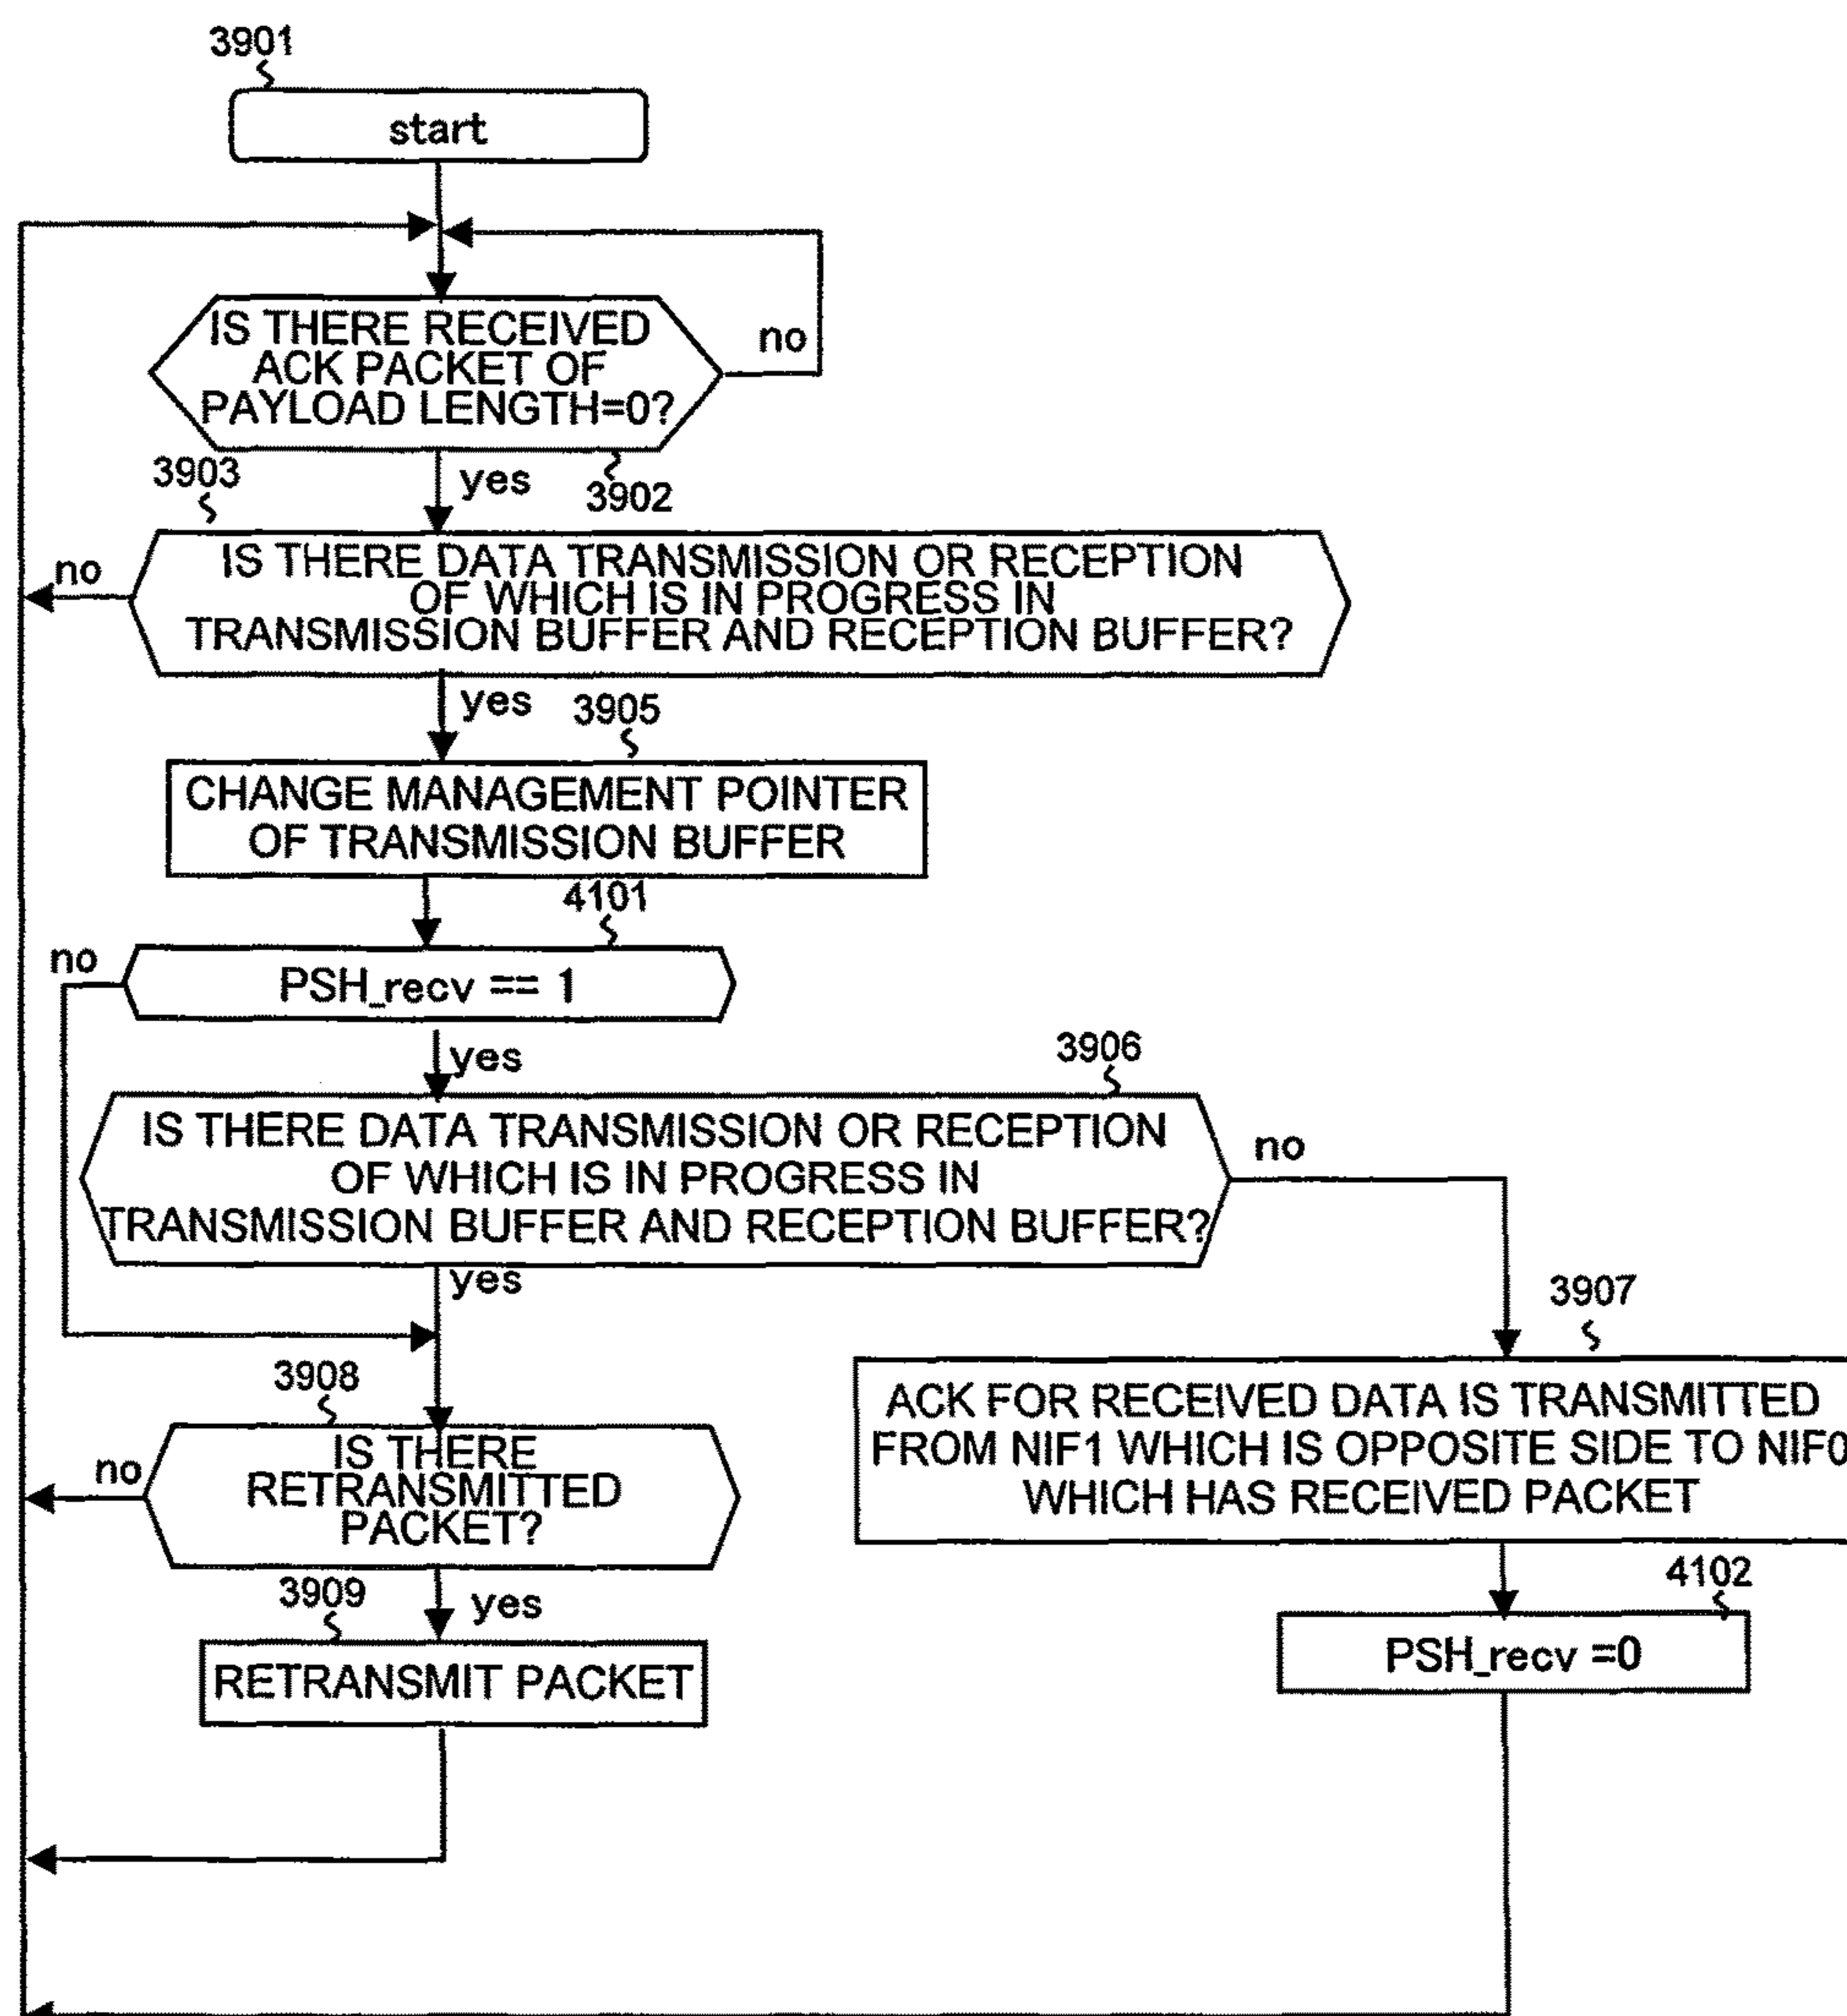 3901
start
IS THERE RECEIVED
ACK PACKET OF
PAYLOAD LENGTH=0?
no
3903
yes
3902
no
IS THERE DATA TRANSMISSION OR RECEPTION
OF WHICH IS IN PROGRESS IN
TRANSMISSION BUFFER AND RECEPTION BUFFER?
yes
3905
CHANGE MANAGEMENT POINTER
OF TRANSMISSION BUFFER
4101
no
PSH_recv == 1
yes
3906
IS THERE DATA TRANSMISSION OR RECEPTION
OF WHICH IS IN PROGRESS IN
TRANSMISSION BUFFER AND RECEPTION BUFFER?
no
yes
3907
3908
ACK FOR RECEIVED DATA IS TRANSMITTED
FROM NIF1 WHICH IS OPPOSITE SIDE TO NIF0
WHICH HAS RECEIVED PACKET
no
IS THERE
RETRANSMITTED
PACKET?
3909
yes
4102
RETRANSMIT PACKET
PSH_recv =0